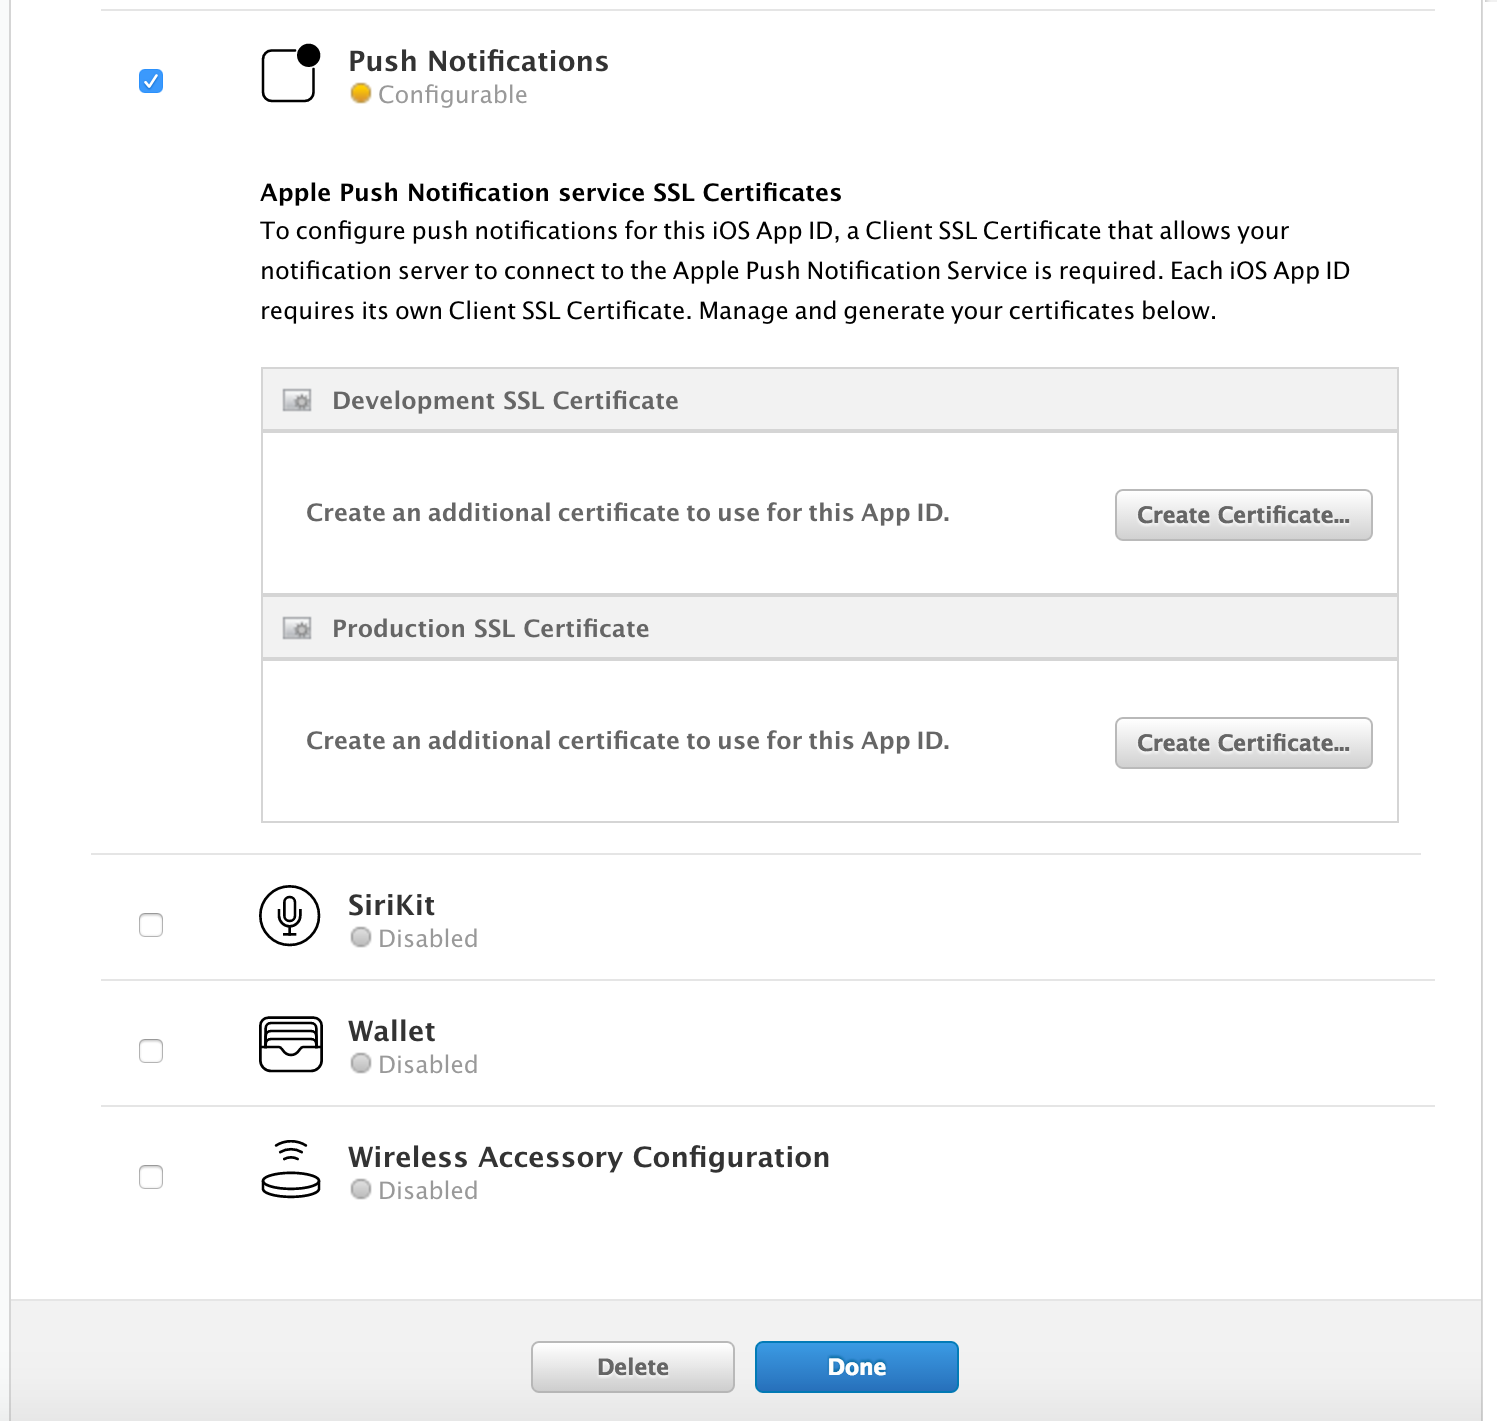 Push Notifications
Configurable
Apple Push Notification service SSL Certificates
To configure push notifications for this iOS App ID, a Client SSL Certificate that allows your
notification server to connect to the Apple Push Notification Service is required. Each iOS App ID
requires its own Client SSL Certificate. Manage and generate your certificates below.
Development SSL Certificate
Create an additional certificate to use for this App ID.
Create Certificate...
Production SSL Certificate
Create an additional certificate to use for this App ID.
Create Certificate...
SiriKit
Disabled
Wallet
Disabled
Wireless Accessory Configuration
Disabled
Delete
Done